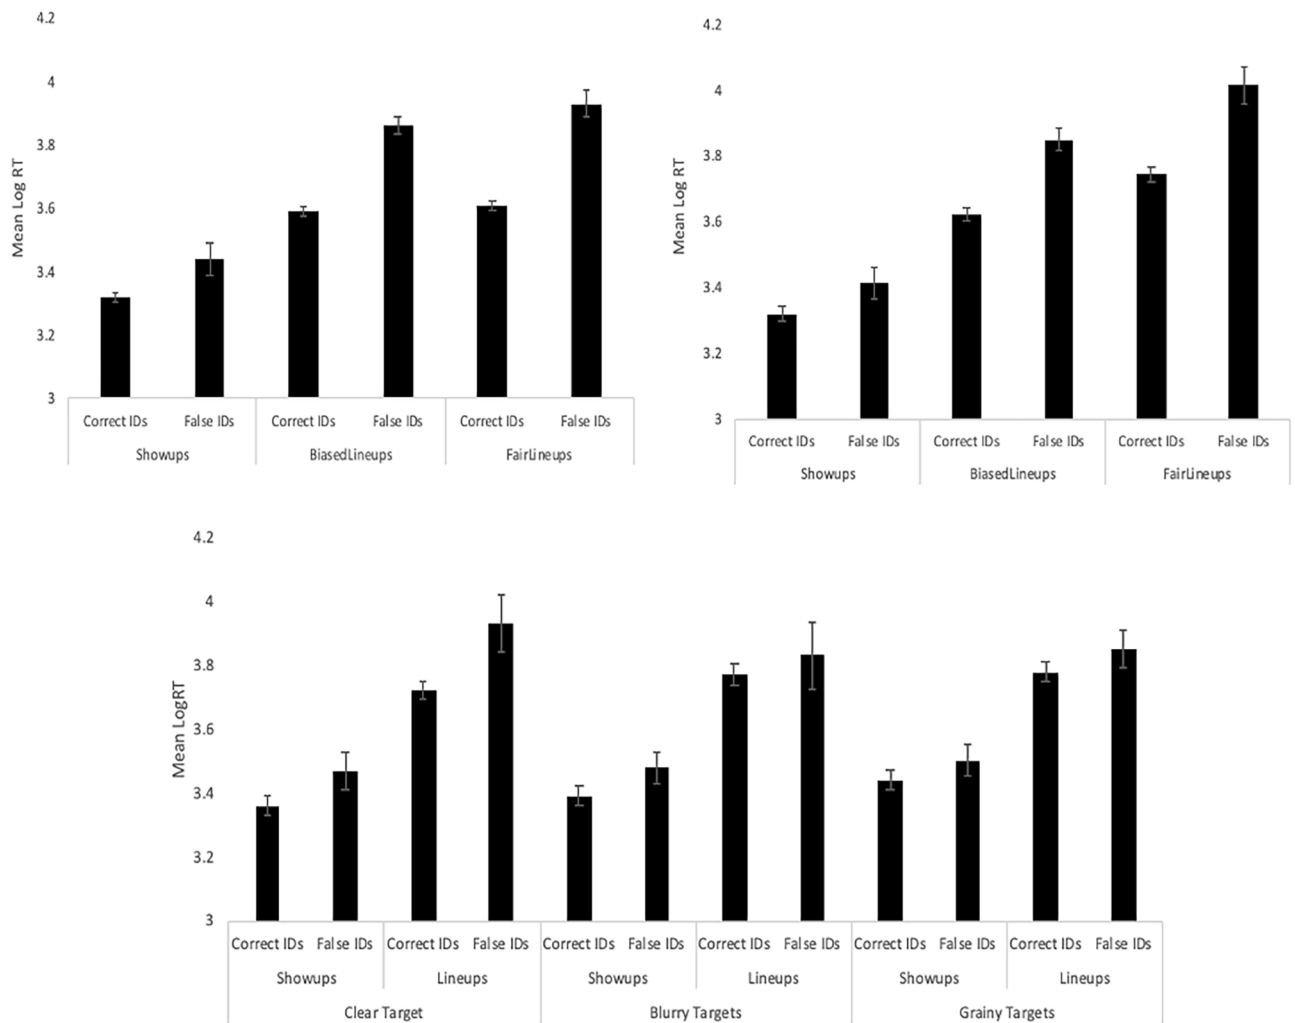 4.2
4
3.8
3.6
3.4
3.2
3
Mean Log RT
Correct IDs False IDs Correct IDs False IDs Correct IDs False IDs
Showups BiasedLineups FairLineups
4.2
4
3.8
3.6
3.4
3.2
3
Mean Log RT
Correct IDs False IDs Correct IDs False IDs Correct IDs False IDs
Showups BiasedLineups FairLineups
4.2
4
3.8
3.6
3.4
3.2
3
Mean LogRT
Correct IDs False IDs Correct IDs False IDs Correct IDs False IDs Correct IDs False IDs Correct IDs False IDs Correct IDs False IDs
Showups Lineups Showups Lineups Showups Lineups
Clear Target Blurry Targets Grainy Targets